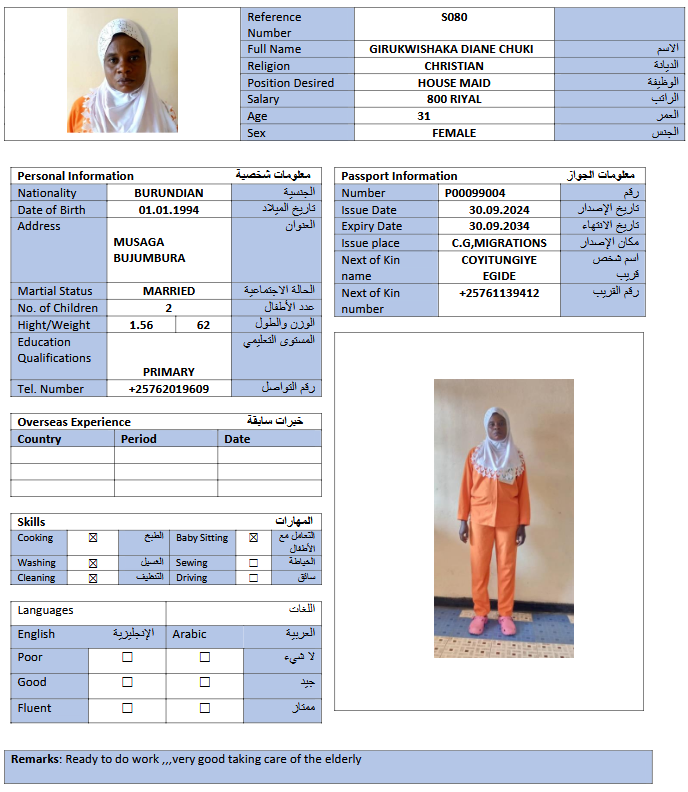 Reference Number S080
Full Name GIRUKWISHAKA DIANE CHUKI الاسم
Religion CHRISTIAN الديانة
Position Desired HOUSE MAID الوظيفة
Salary 800 RIYAL الراتب
Age 31 العمر
Sex FEMALE الجنس
Personal Information معلومات شخصية
Nationality BURUNDIAN الجنسية
Date of Birth 01.01.1994 تاريخ الميلاد
Address العنوان
MUSAGA
BUJUMBURA
Martial Status MARRIED الحالة الاجتماعية
No. of Children 2 عدد الأطفال
Hight/Weight 1.56 62 الوزن والطول
Education Qualifications PRIMARY المستوى التعليمي
Tel. Number +25762019609 رقم التواصل
Passport Information معلومات الجواز
Number P00099004 رقم
Issue Date 30.09.2024 تاريخ الإصدار
Expiry Date 30.09.2034 تاريخ الانتهاء
Issue place C.G,MIGRATIONS مكان الإصدار
Next of Kin name COYITUNGIYE EGIDE اسم شخص قريب
Next of Kin number +25761139412 رقم القريب
Overseas Experience خبرات سابقة
Country Period Date
Skills المهارات
Cooking ☒ الطبخ Baby Sitting ☒ التعامل مع الأطفال
Washing ☒ الغسيل Sewing ☐ الخياطة
Cleaning ☒ التنظيف Driving ☐ سائق
Languages اللغات
English الإنجليزية Arabic العربية
Poor ☐ ☐ لا شيء
Good ☐ ☐ جيد
Fluent ☐ ☐ ممتاز
Remarks: Ready to do work ,,,very good taking care of the elderly